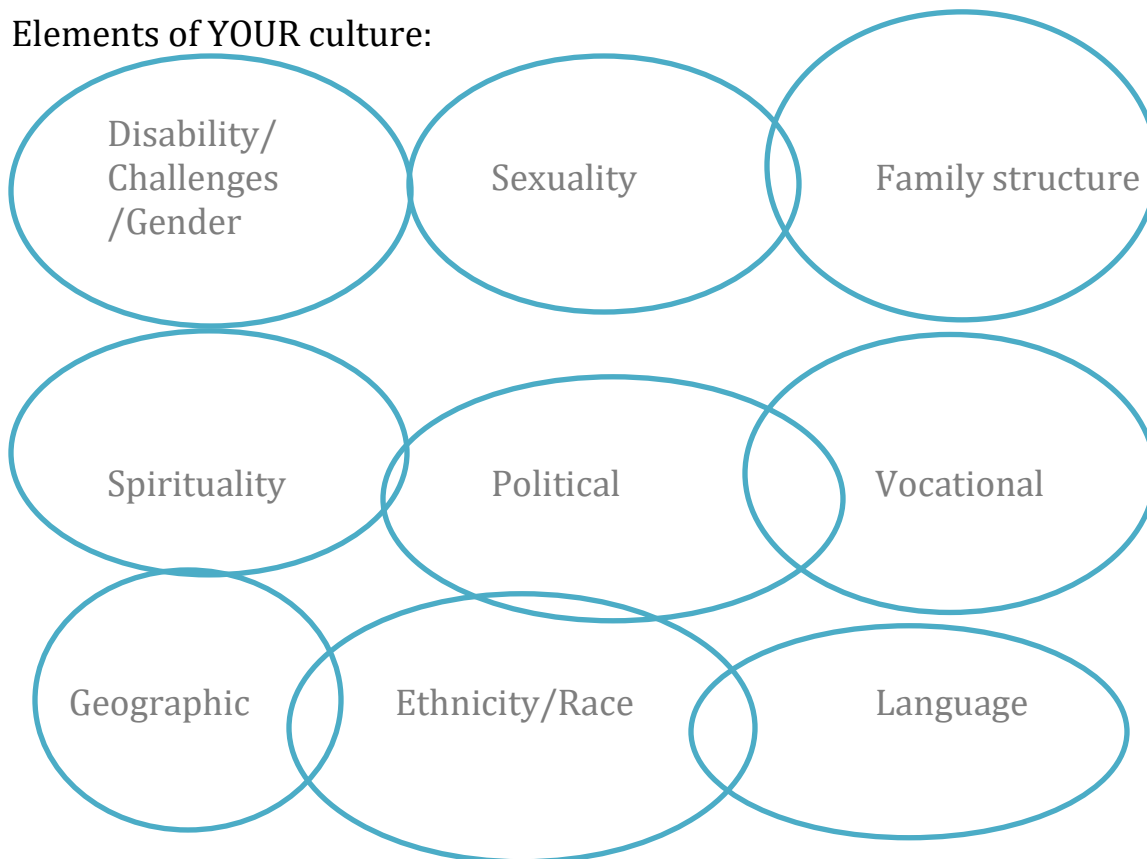 Elements of YOUR culture:
Disability/
Challenges
/Gender
Sexuality
Family structure
Spirituality
Political
Vocational
Geographic
Ethnicity/Race
Language